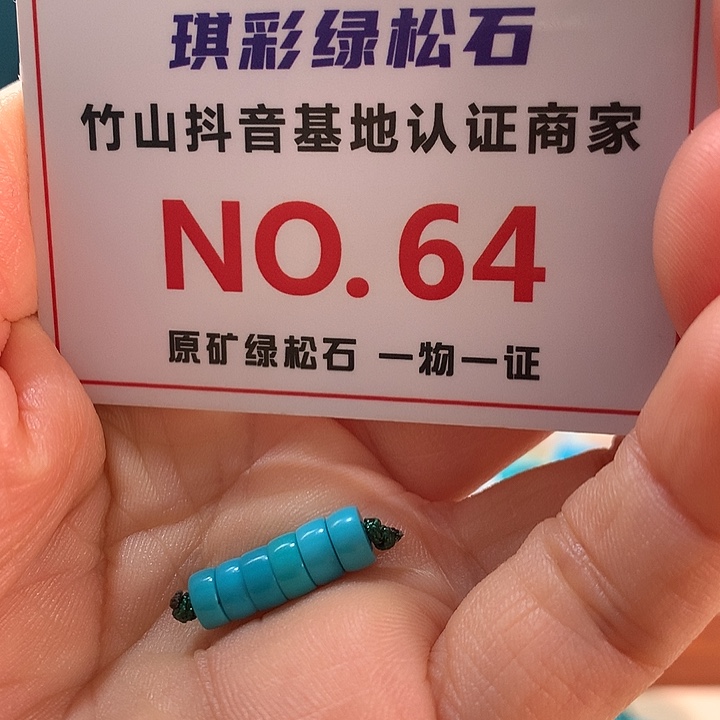 琪彩绿松石
竹山抖音基地认证商家
NO.64
原矿绿松石 一物一证